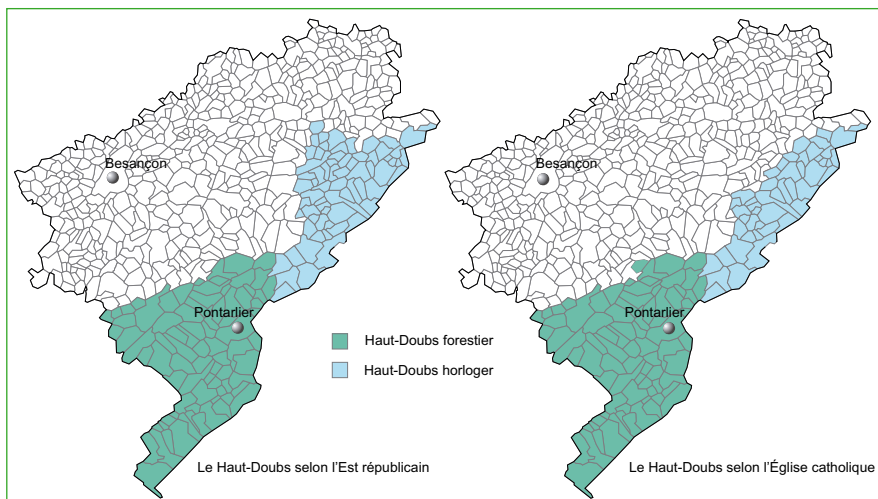 Besançon
Pontarlier
Le Haut-Doubs selon l'Est républicain
Haut-Doubs forestier
Haut-Doubs horloger
Besançon
Pontarlier
Le Haut-Doubs selon l'Église catholique